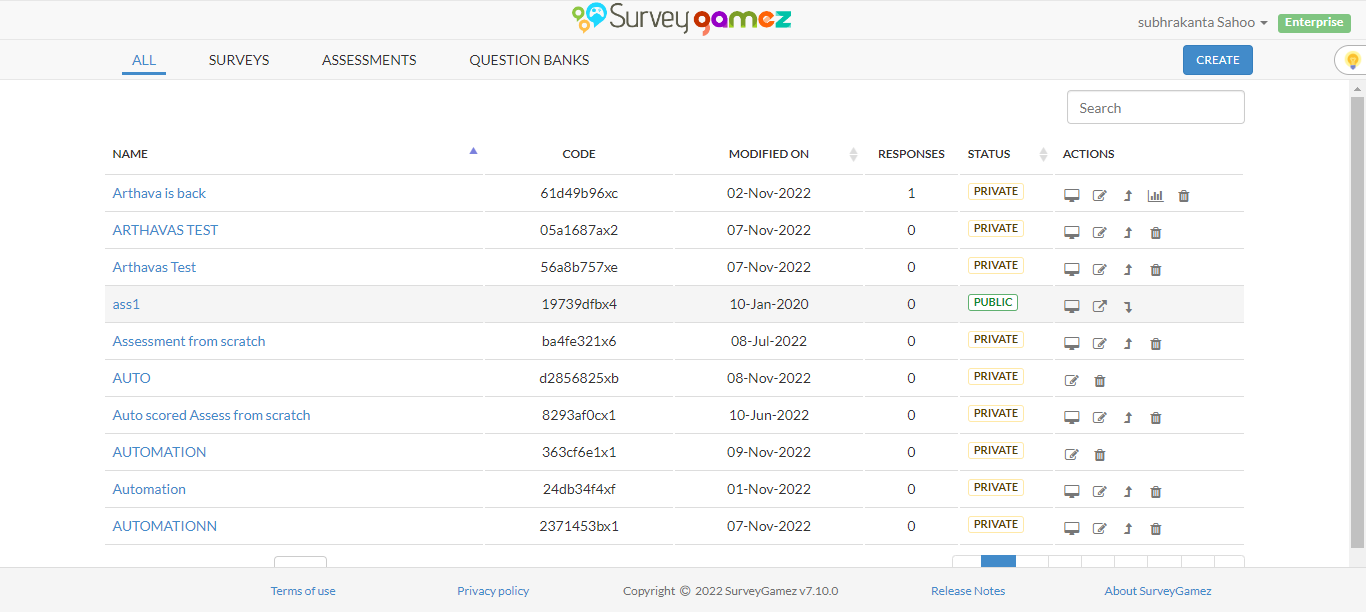 Survey gamez
subhrakanta Sahoo Enterprise
ALL SURVEYS ASSESSMENTS QUESTION BANKS CREATE
Search
NAME CODE MODIFIED ON RESPONSES STATUS ACTIONS
Arthava is back 61d49b96xc 02-Nov-2022 1 PRIVATE
ARTHAVAS TEST 05a1687ax2 07-Nov-2022 0 PRIVATE
Arthavas Test 56a8b757xe 07-Nov-2022 0 PRIVATE
ass1 19739dfbx4 10-Jan-2020 0 PUBLIC
Assessment from scratch ba4fe321x6 08-Jul-2022 0 PRIVATE
AUTO d2856825xb 08-Nov-2022 0 PRIVATE
Auto scored Assess from scratch 8293af0cx1 10-Jun-2022 0 PRIVATE
AUTOMATION 363cf6e1x1 09-Nov-2022 0 PRIVATE
Automation 24db34f4xf 01-Nov-2022 0 PRIVATE
AUTOMATIONN 2371453bx1 07-Nov-2022 0 PRIVATE
Terms of use Privacy policy Copyright © 2022 SurveyGamez v7.10.0 Release Notes About SurveyGamez